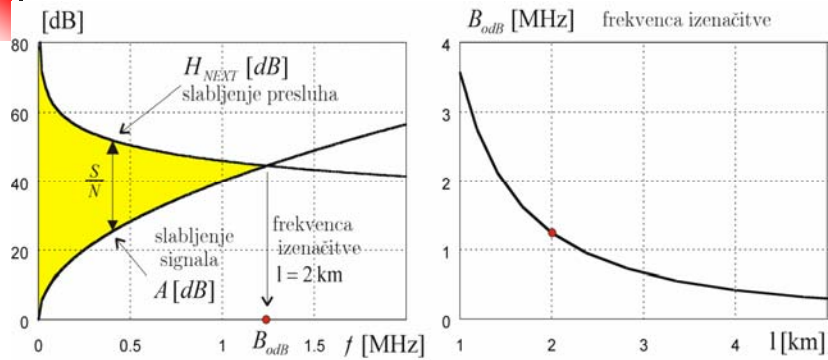 [dB]
80
60
40
20
0
H_NEXT [dB]
slabljenje presluha
S/N
slabljenje
signala
A [dB]
frekvenca
izenačitve
l = 2 km
0 0.5 1 1.5
B_odB
f [MHz]
B_odB [MHz] frekvenca izenačitve
4
3
2
1
0
1 2 3 4
l [km]